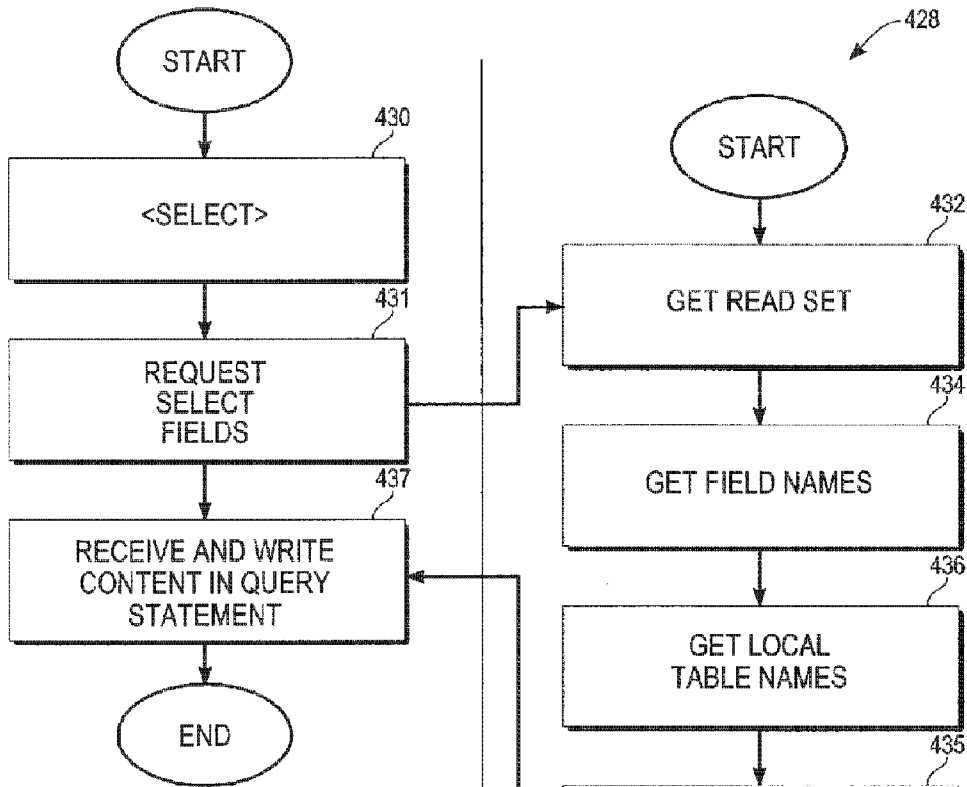 START
430
<SELECT>
431
REQUEST
SELECT
FIELDS
437
RECEIVE AND WRITE
CONTENT IN QUERY
STATEMENT
END
428
START
432
GET READ SET
434
GET FIELD NAMES
436
GET LOCAL
TABLE NAMES
435